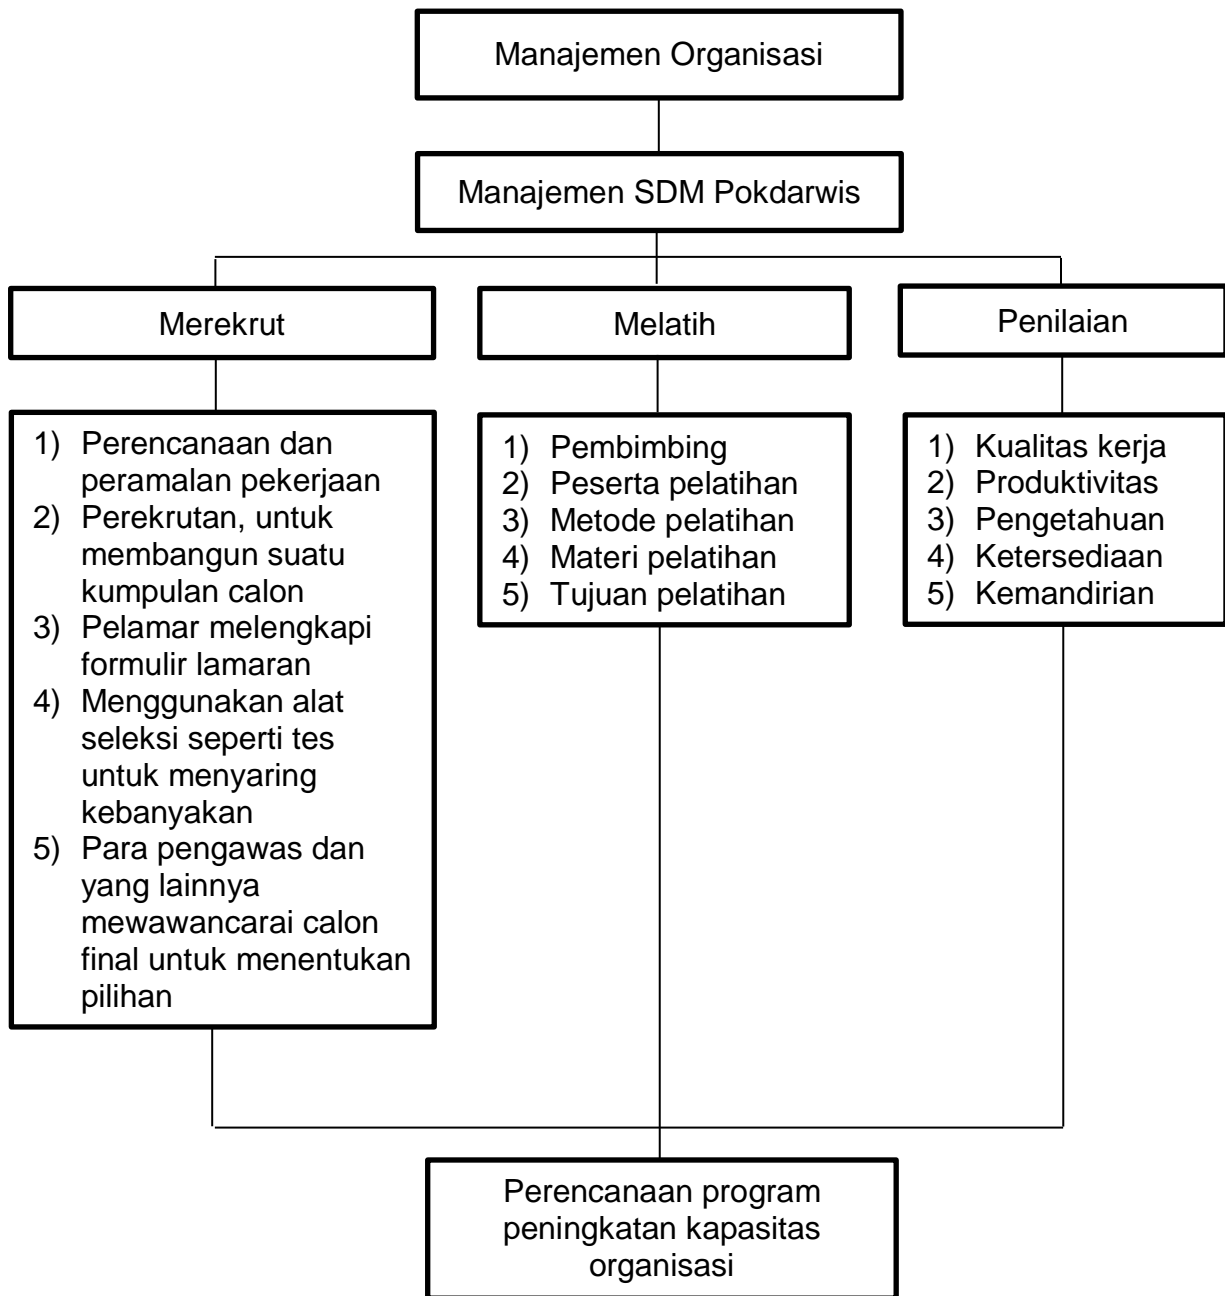 Manajemen Organisasi
Manajemen SDM Pokdarwis
Merekrut
Melatih
Penilaian
1) Perencanaan dan
peramalan pekerjaan
2) Perekrutan, untuk
membangun suatu
kumpulan calon
3) Pelamar melengkapi
formulir lamaran
4) Menggunakan alat
seleksi seperti tes
untuk menyaring
kebanyakan
5) Para pengawas dan
yang lainnya
mewawancarai calon
final untuk menentukan
pilihan
1) Pembimbing
2) Peserta pelatihan
3) Metode pelatihan
4) Materi pelatihan
5) Tujuan pelatihan
1) Kualitas kerja
2) Produktivitas
3) Pengetahuan
4) Ketersediaan
5) Kemandirian
Perencanaan program
peningkatan kapasitas
organisasi